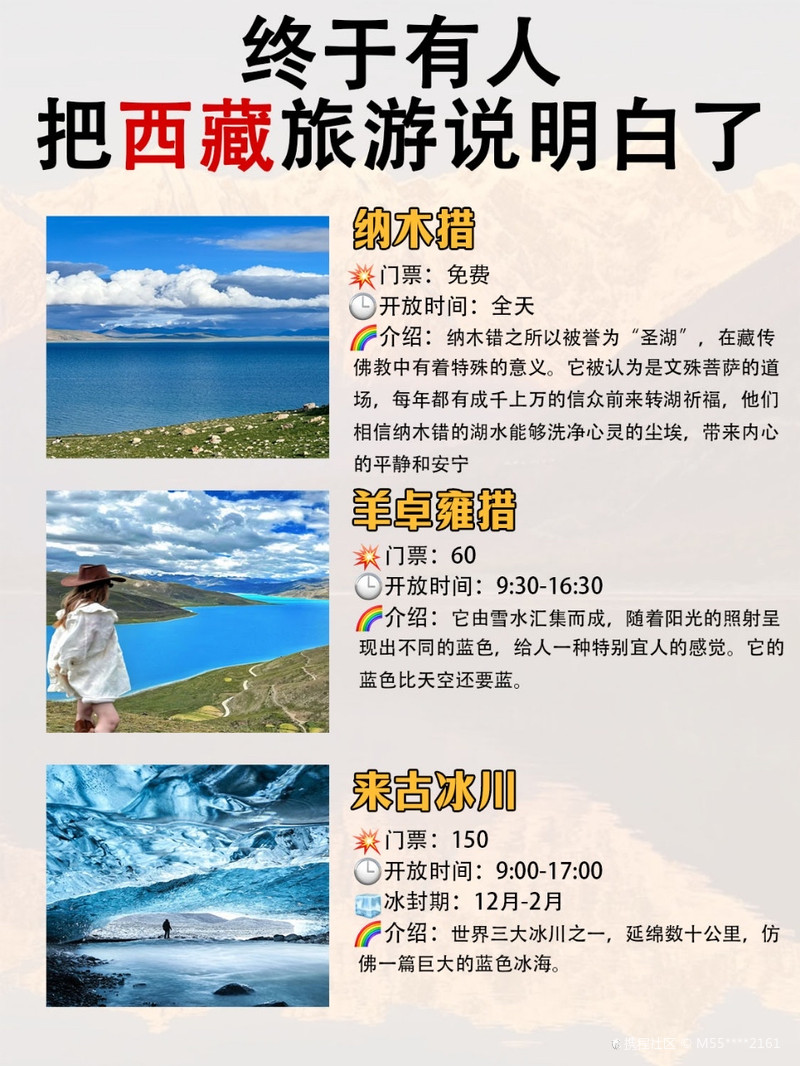 终于有人
把西藏旅游说明白了
纳木措
门票：免费
开放时间：全天
介绍：纳木错之所以被誉为“圣湖”，在藏传
佛教中有着特殊的意义。它被认为是文殊菩萨的道
场，每年都有成千上万的信众前来转湖祈福，他们
相信纳木错的湖水能够洗净心灵的尘埃，带来内心
的平静和安宁
羊卓雍措
门票：60
开放时间：9:30-16:30
介绍：它由雪水汇集而成，随着阳光的照射呈
现出不同的蓝色，给人一种特别宜人的感觉。它的
蓝色比天空还要蓝。
来古冰川
门票：150
开放时间：9:00-17:00
冰封期：12月-2月
介绍：世界三大冰川之一，延绵数十公里，仿
佛一篇巨大的蓝色冰海。
携程社区 © M55****2161